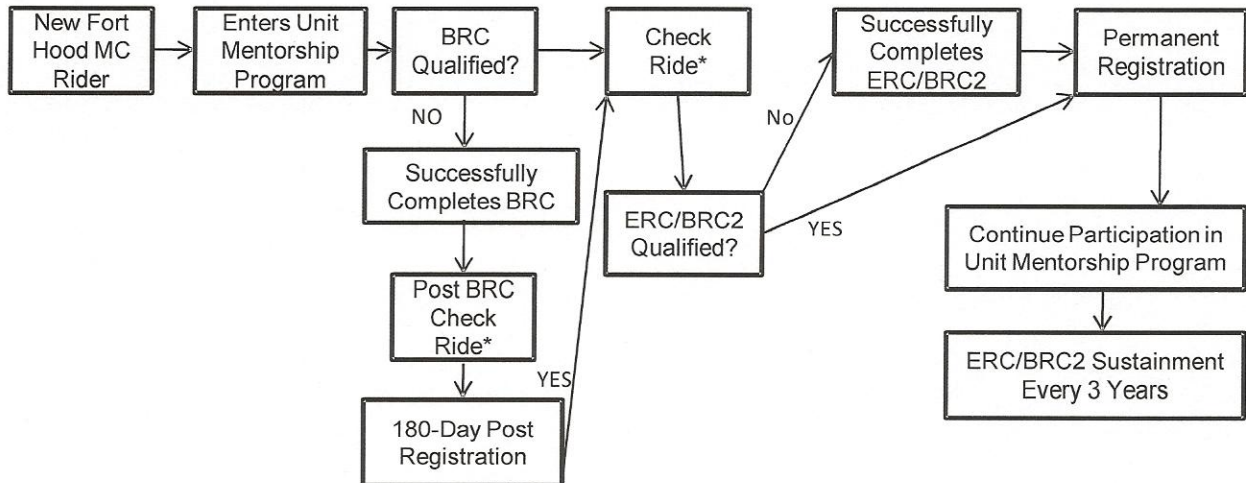 New Fort
Hood MC
Rider
Enters Unit
Mentorship
Program
BRC
Qualified?
Check
Ride*
Successfully
Completes
ERC/BRC2
Permanent
Registration
NO
No
Successfully
Completes BRC
ERC/BRC2
Qualified?
YES
Continue Participation in
Unit Mentorship Program
Post BRC
Check
Ride*
YES
ERC/BRC2 Sustainment
Every 3 Years
180-Day Post
Registration